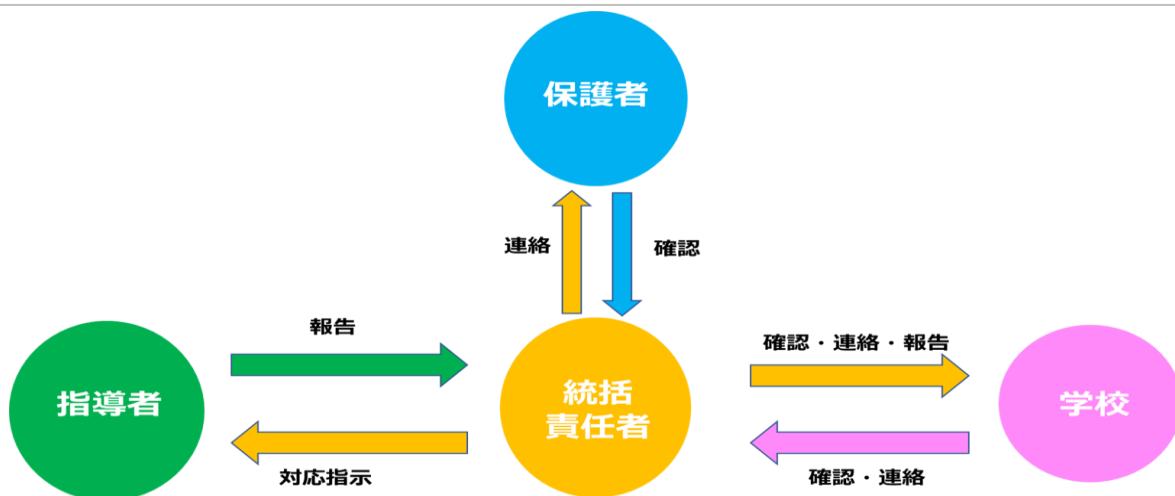 保護者
連絡
確認
報告
確認・連絡・報告
指導者
統括
責任者
学校
対応指示
確認・連絡